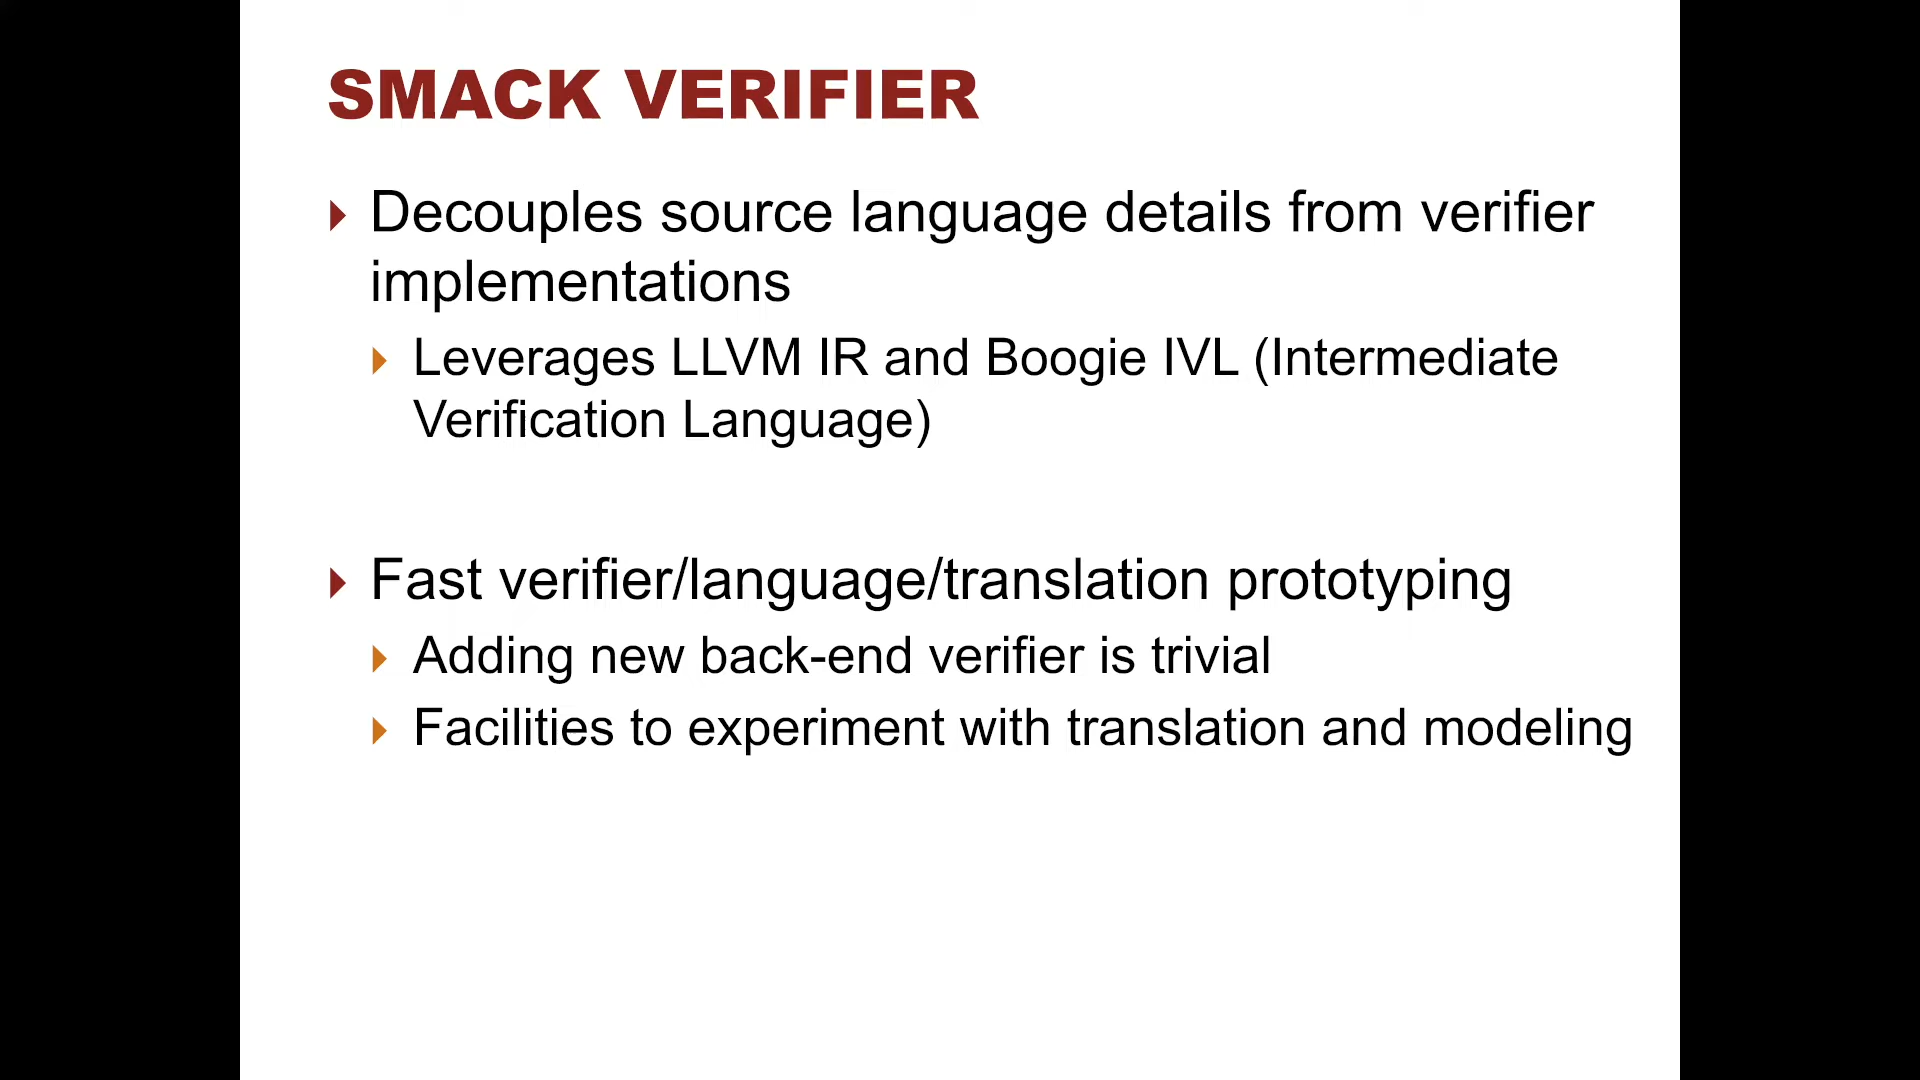 SMACK VERIFIER
Decouples source language details from verifier
implementations
Leverages LLVM IR and Boogie IVL (Intermediate
Verification Language)
Fast verifier/language/translation prototyping
Adding new back-end verifier is trivial
Facilities to experiment with translation and modeling